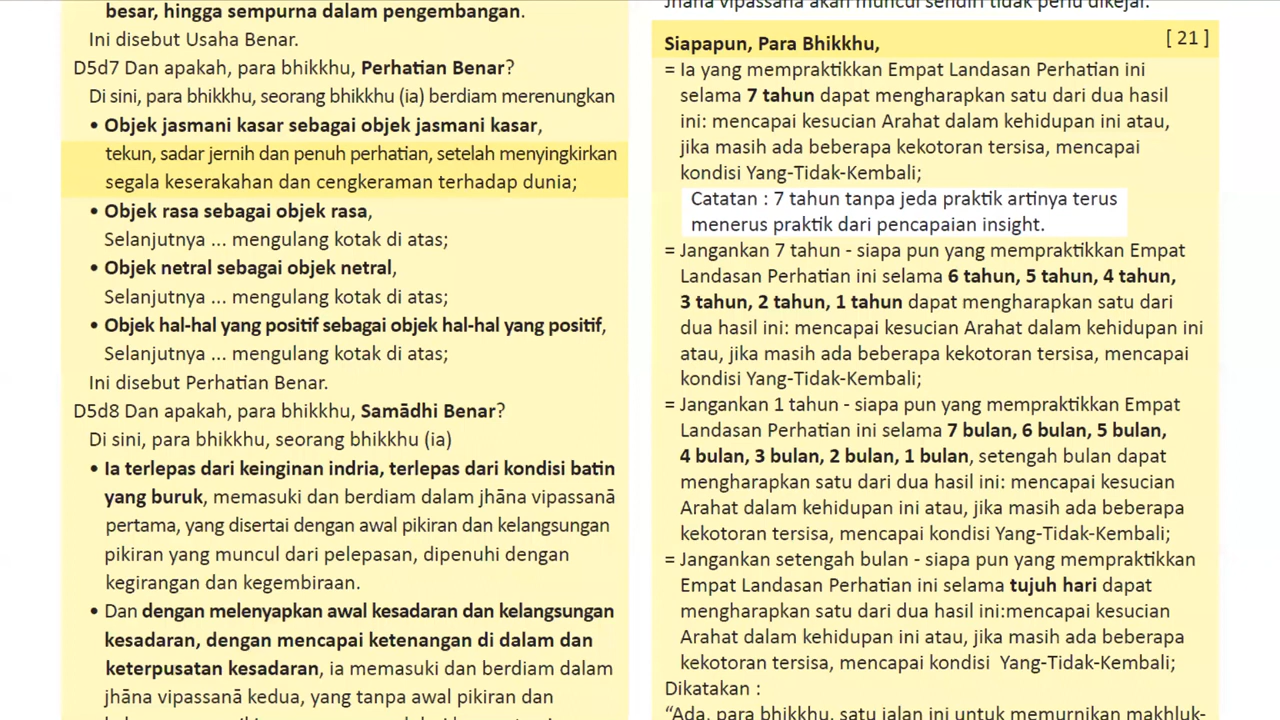 besar, hingga sempurna dalam pengembangan.
Ini disebut Usaha Benar.
D5d7 Dan apakah, para bhikkhu, Perhatian Benar?
Di sini, para bhikkhu, seorang bhikkhu (ia) berdiam merenungkan
• Objek jasmani kasar sebagai objek jasmani kasar,
tekun, sadar jernih dan penuh perhatian, setelah menyingkirkan
segala keserakahan dan cengkeraman terhadap dunia;
• Objek rasa sebagai objek rasa,
Selanjutnya ... mengulang kotak di atas;
• Objek netral sebagai objek netral,
Selanjutnya ... mengulang kotak di atas;
• Objek hal-hal yang positif sebagai objek hal-hal yang positif,
Selanjutnya ... mengulang kotak di atas;
Ini disebut Perhatian Benar.
D5d8 Dan apakah, para bhikkhu, Samādhi Benar?
Di sini, para bhikkhu, seorang bhikkhu (ia)
• Ia terlepas dari keinginan indria, terlepas dari kondisi batin
yang buruk, memasuki dan berdiam dalam jhāna vipassanā
pertama, yang disertai dengan awal pikiran dan kelangsungan
pikiran yang muncul dari pelepasan, dipenuhi dengan
kegirangan dan kegembiraan.
• Dan dengan melenyapkan awal kesadaran dan kelangsungan
kesadaran, dengan mencapai ketenangan di dalam dan
keterpusatan kesadaran, ia memasuki dan berdiam dalam
jhāna vipassanā kedua, yang tanpa awal pikiran dan
jhāna vipassanā akan muncul sendiri tidak perlu dikejar.
Siapapun, Para Bhikkhu, [ 21 ]
= Ia yang mempraktikkan Empat Landasan Perhatian ini
selama 7 tahun dapat mengharapkan satu dari dua hasil
ini: mencapai kesucian Arahat dalam kehidupan ini atau,
jika masih ada beberapa kekotoran tersisa, mencapai
kondisi Yang-Tidak-Kembali;
Catatan : 7 tahun tanpa jeda praktik artinya terus
menerus praktik dari pencapaian insight.
= Jangankan 7 tahun - siapa pun yang mempraktikkan Empat
Landasan Perhatian ini selama 6 tahun, 5 tahun, 4 tahun,
3 tahun, 2 tahun, 1 tahun dapat mengharapkan satu dari
dua hasil ini: mencapai kesucian Arahat dalam kehidupan ini
atau, jika masih ada beberapa kekotoran tersisa, mencapai
kondisi Yang-Tidak-Kembali;
= Jangankan 1 tahun - siapa pun yang mempraktikkan Empat
Landasan Perhatian ini selama 7 bulan, 6 bulan, 5 bulan,
4 bulan, 3 bulan, 2 bulan, 1 bulan, setengah bulan dapat
mengharapkan satu dari dua hasil ini: mencapai kesucian
Arahat dalam kehidupan ini atau, jika masih ada beberapa
kekotoran tersisa, mencapai kondisi Yang-Tidak-Kembali;
= Jangankan setengah bulan - siapa pun yang mempraktikkan
Empat Landasan Perhatian ini selama tujuh hari dapat
mengharapkan satu dari dua hasil ini:mencapai kesucian
Arahat dalam kehidupan ini atau, jika masih ada beberapa
kekotoran tersisa, mencapai kondisi Yang-Tidak-Kembali;
Dikatakan :
“Ada, para bhikkhu, satu jalan ini untuk memurnikan makhluk-